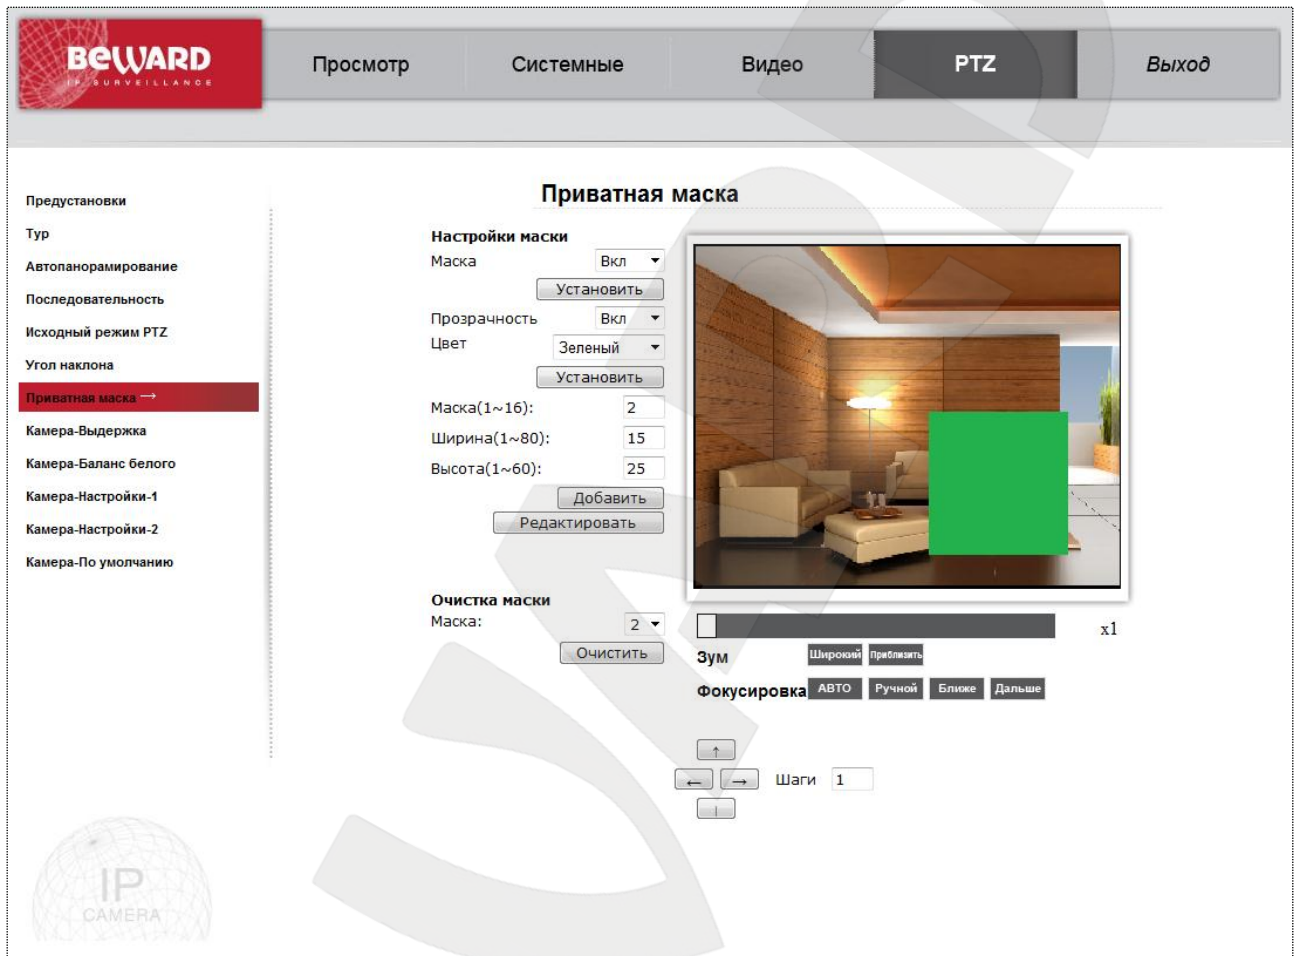 BEWARD
IP SURVEILLANCE
Просмотр
Системные
Видео
PTZ
Выход
Предустановки
Тур
Автопанорамирование
Последовательность
Исходный режим PTZ
Угол наклона
Приватная маска →
Камера-Выдержка
Камера-Баланс белого
Камера-Настройки-1
Камера-Настройки-2
Камера-По умолчанию
Приватная маска
Настройки маски
Маска Вкл
Установить
Прозрачность Вкл
Цвет Зеленый
Установить
Маска(1~16): 2
Ширина(1~80): 15
Высота(1~60): 25
Добавить
Редактировать
Очистка маски
Маска: 2
Очистить
x1
Зум Широкий Приблизить
Фокусировка АВТО Ручной Ближе Дальше
↑
← → Шаги 1
IP
CAMERA